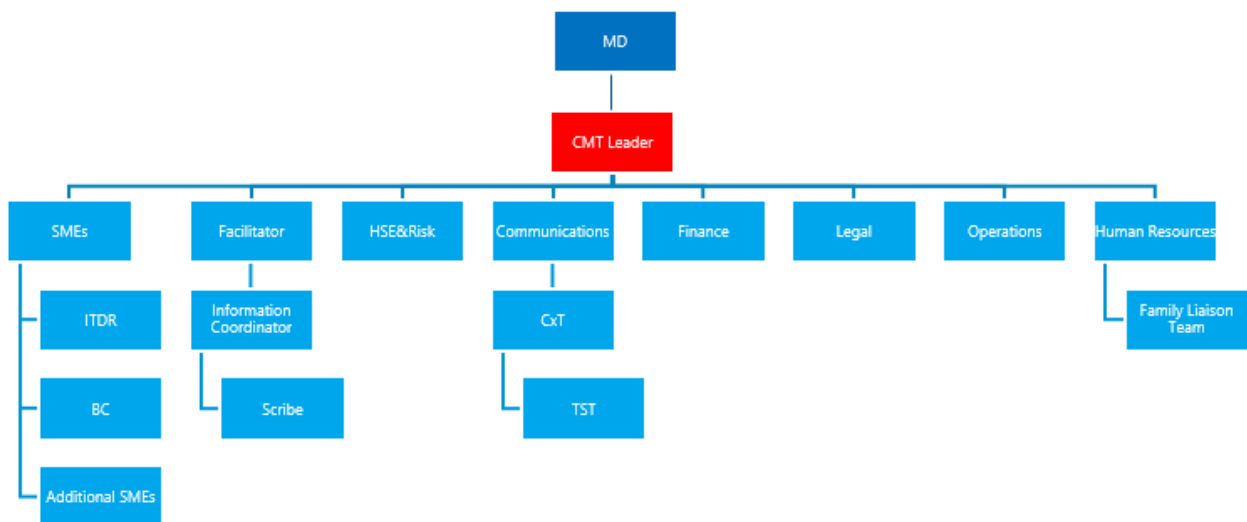 MD
CMT Leader
SMEs
Facilitator
HSE&Risk
Communications
Finance
Legal
Operations
Human Resources
ITDR
Information
Coordinator
CxT
Family Liaison
Team
BC
Scribe
TST
Additional SMEs